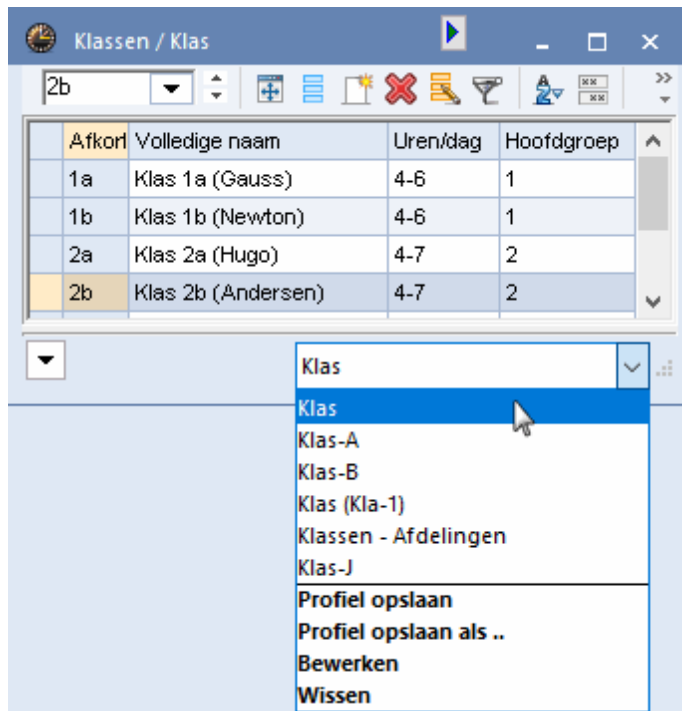 Klassen / Klas
2b
Afkort Volledige naam Uren/dag Hoofdgroep
1a Klas 1a (Gauss) 4-6 1
1b Klas 1b (Newton) 4-6 1
2a Klas 2a (Hugo) 4-7 2
2b Klas 2b (Andersen) 4-7 2
Klas
Klas
Klas-A
Klas-B
Klas (Kla-1)
Klassen - Afdelingen
Klas-J
Profiel opslaan
Profiel opslaan als ..
Bewerken
Wissen